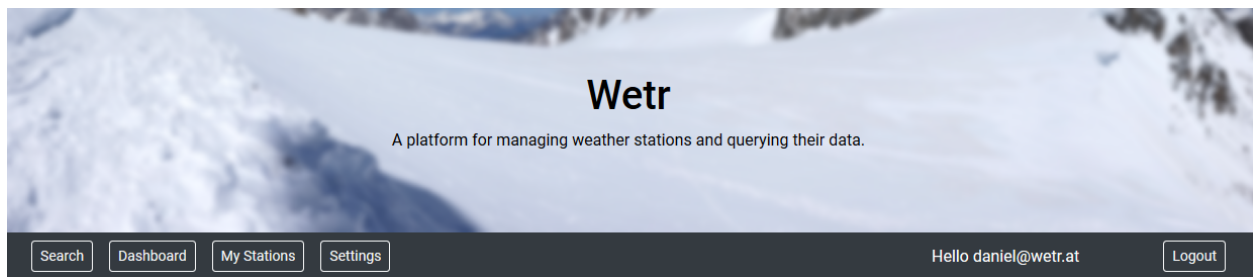 Wetr
A platform for managing weather stations and querying their data.
Search Dashboard My Stations Settings Hello daniel@wetr.at Logout